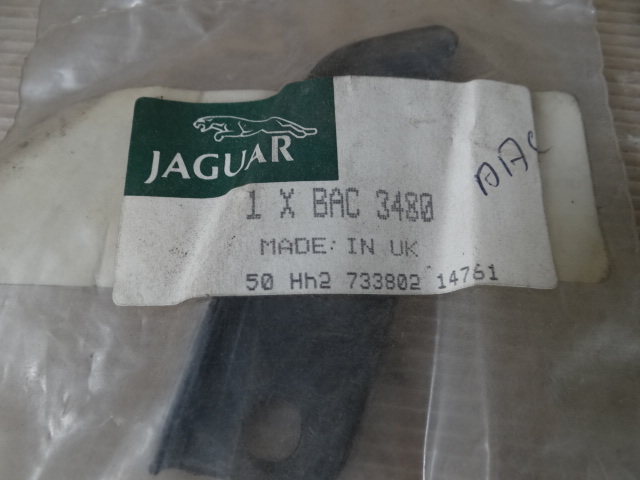 JAGUAR
1 X BAC 3480
MADE: IN UK
50 Hh2 733802 14761